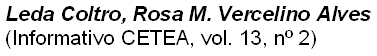 Leda Coltro, Rosa M. Vercelino Alves
(Informativo CETEA, vol. 13, nº 2)